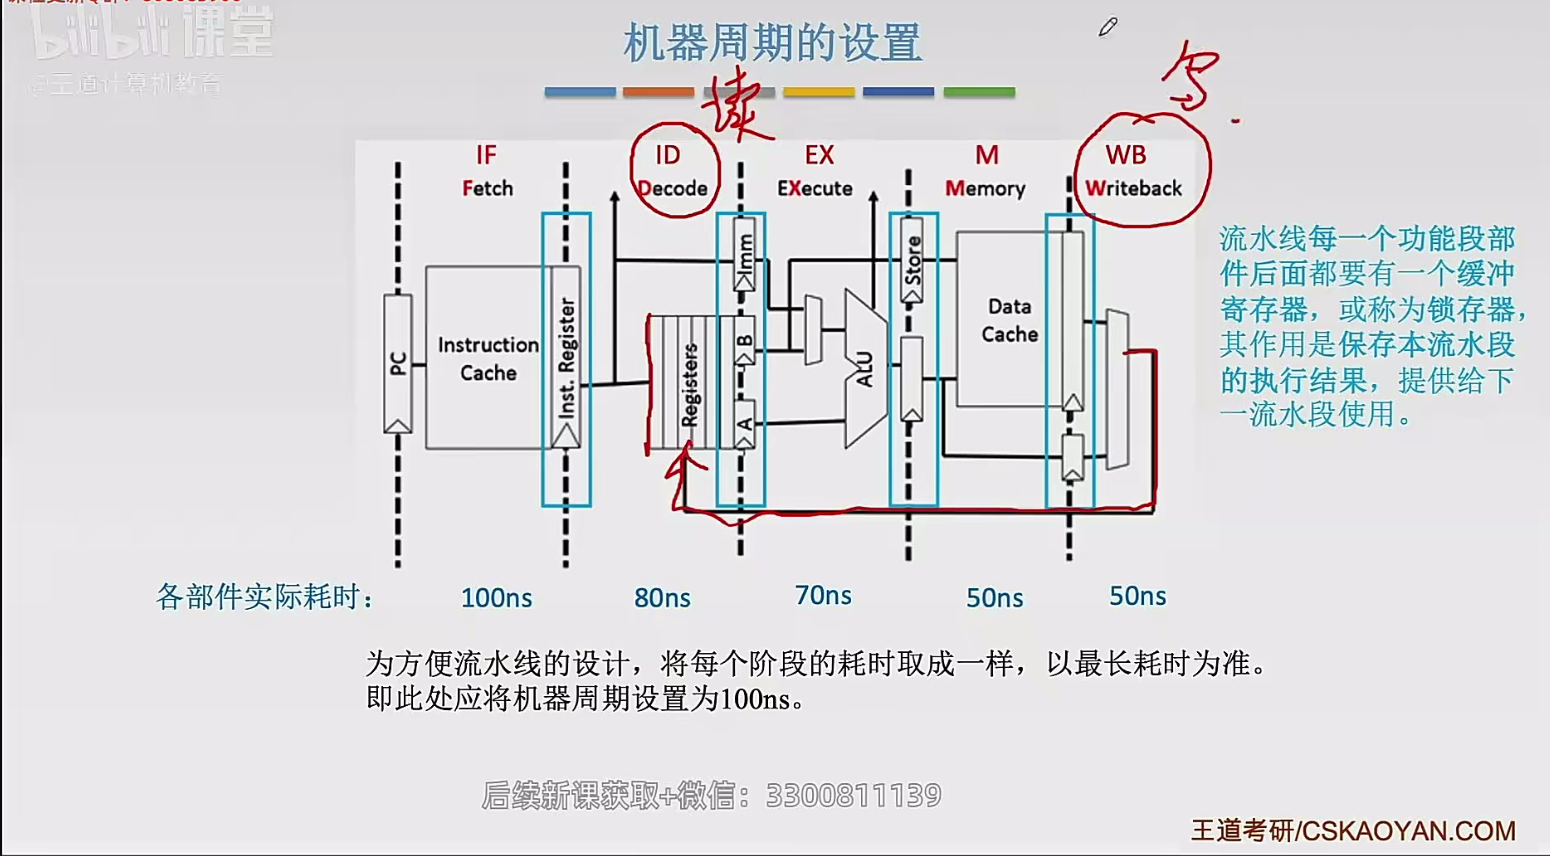 bilibili 课堂
@王道计算机教育
机器周期的设置
读
写
IF
ID
EX
M
WB
Fetch
Decode
EXecute
Memory
Writeback
PC
Instruction
Cache
Inst. Register
Registers
Imm
B
A
ALU
Store
Data
Cache
流水线每一个功能段部
件后面都要有一个缓冲
寄存器，或称为锁存器，
其作用是保存本流水段
的执行结果，提供给下
一流水段使用。
各部件实际耗时：
100ns
80ns
70ns
50ns
50ns
为方便流水线的设计，将每个阶段的耗时取成一样，以最长耗时为准。
即此处应将机器周期设置为100ns。
后续新课获取+微信：3300811139
王道考研/CSKAOYAN.COM